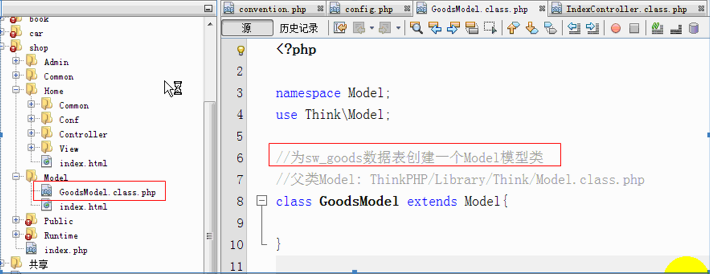 book
car
shop
Admin
Common
Home
Common
Conf
Controller
View
index.html
Model
GoodsModel.class.php
index.html
Public
Runtime
index.php
共享
convention.php
config.php
GoodsModel.class.php
IndexController.class.php
源
历史记录
<?php
2
3 namespace Model;
4 use Think\Model;
5
6 //为sw_goods数据表创建一个Model模型类
7 //父类Model: ThinkPHP/Library/Think/Model.class.php
8 class GoodsModel extends Model{
9
10 }
11